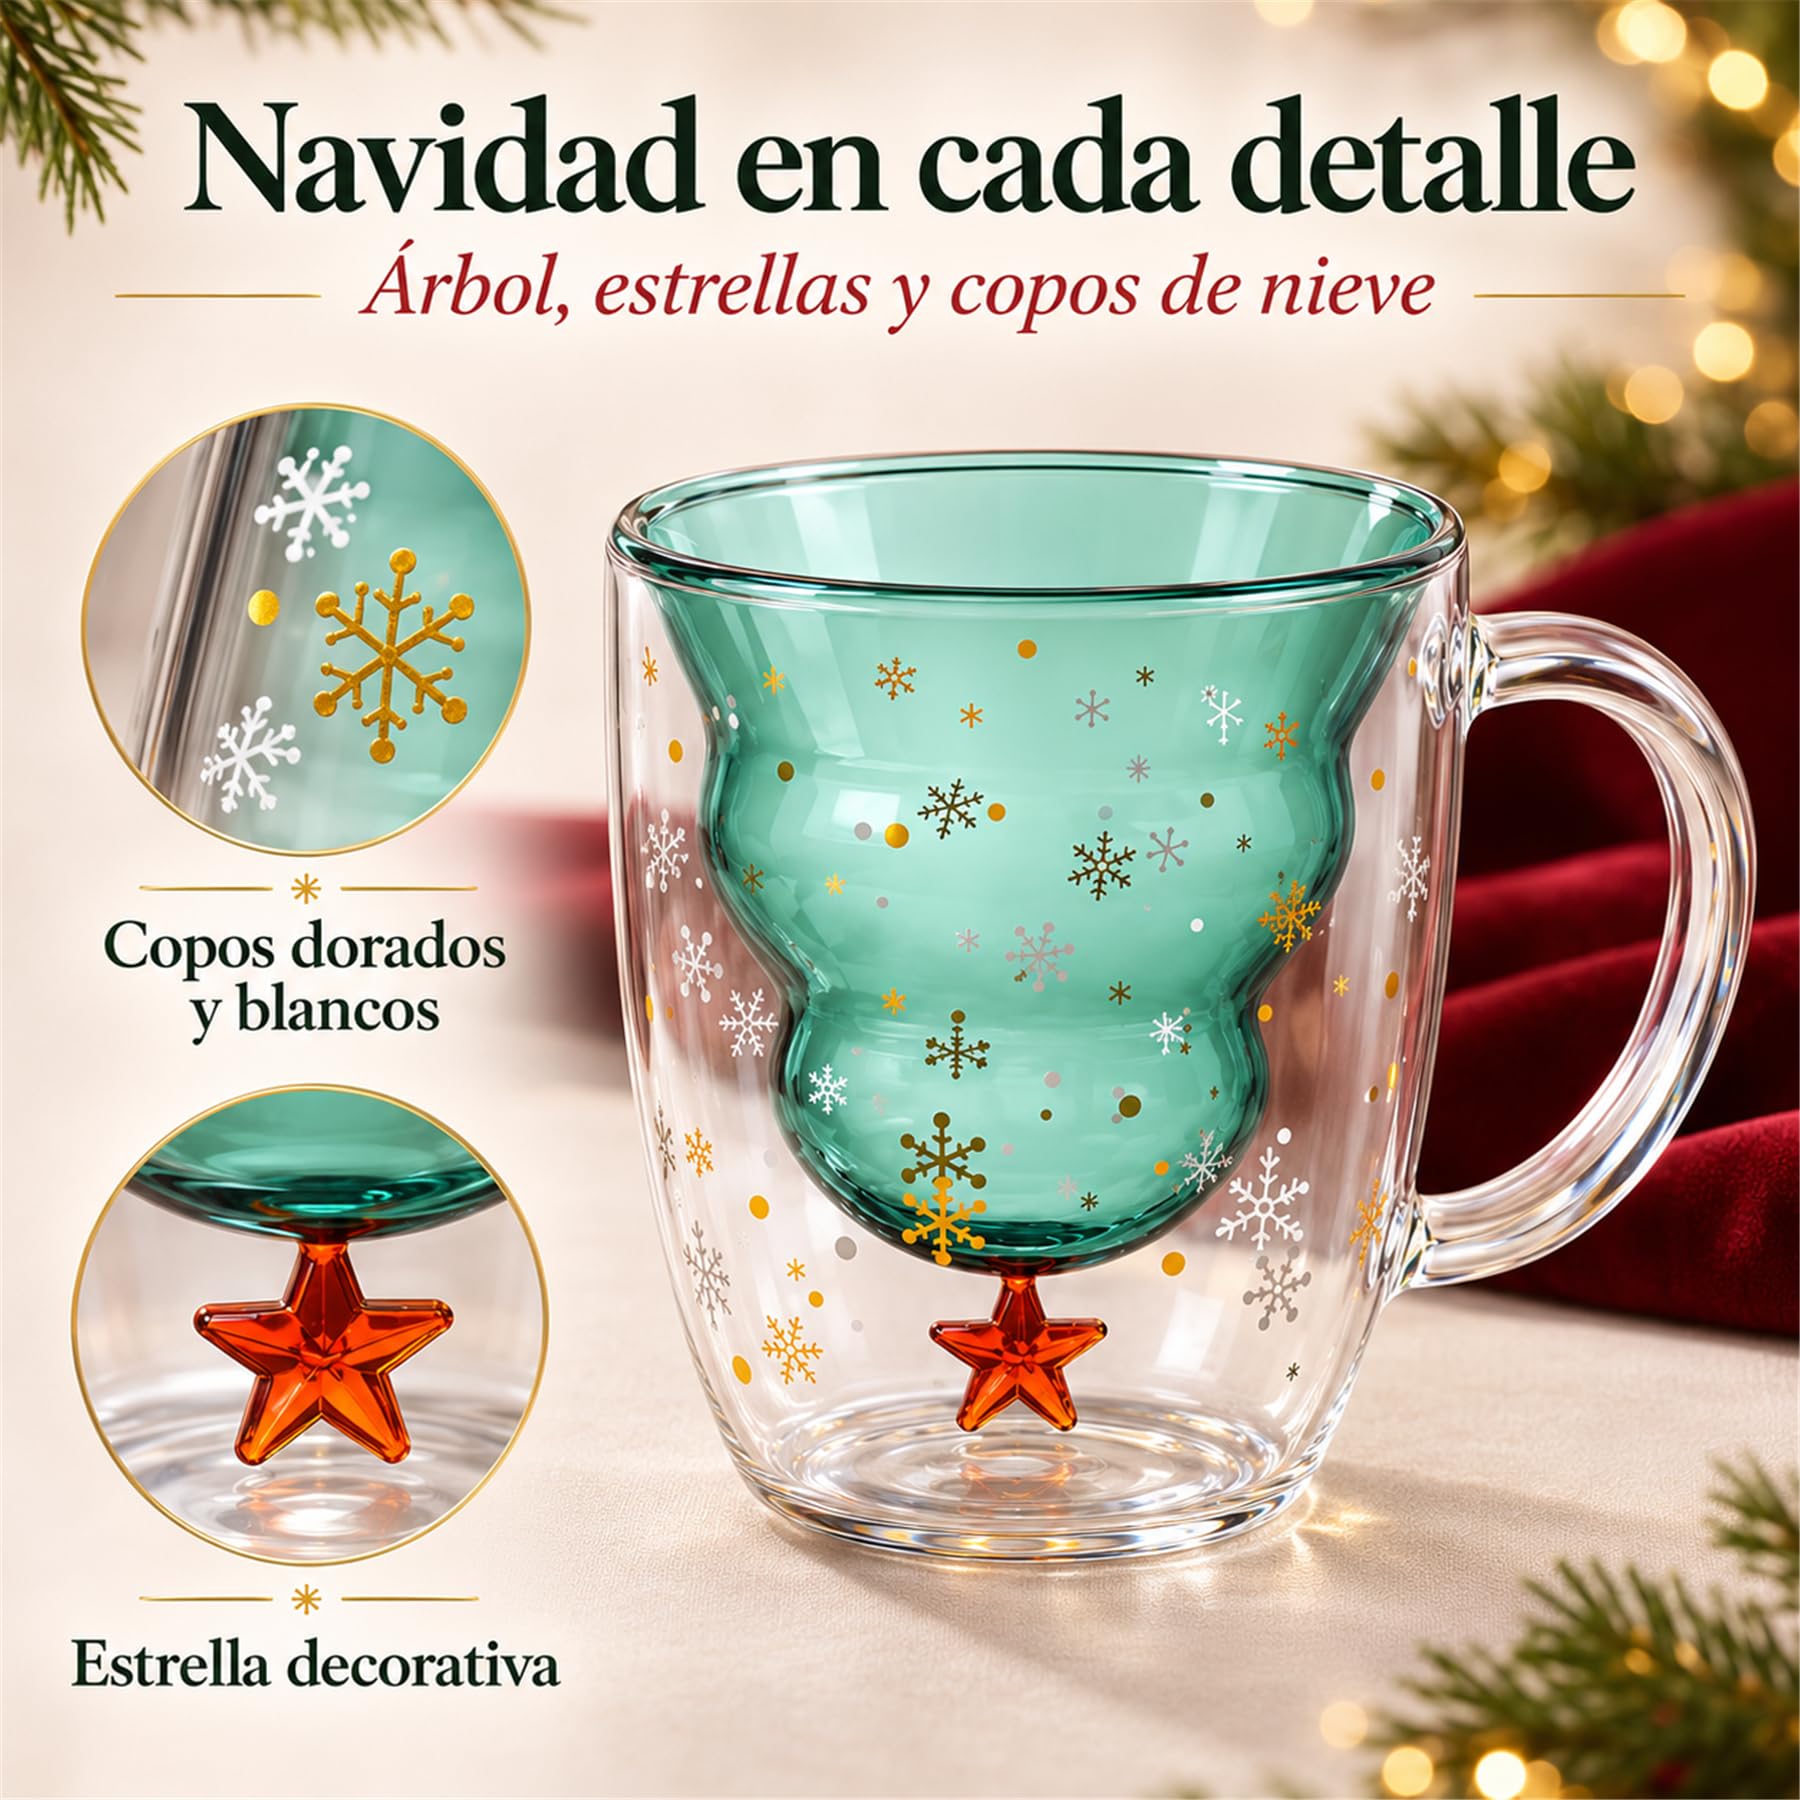 Navidad en cada detalle
Árbol, estrellas y copos de nieve
Copos dorados
y blancos
Estrella decorativa